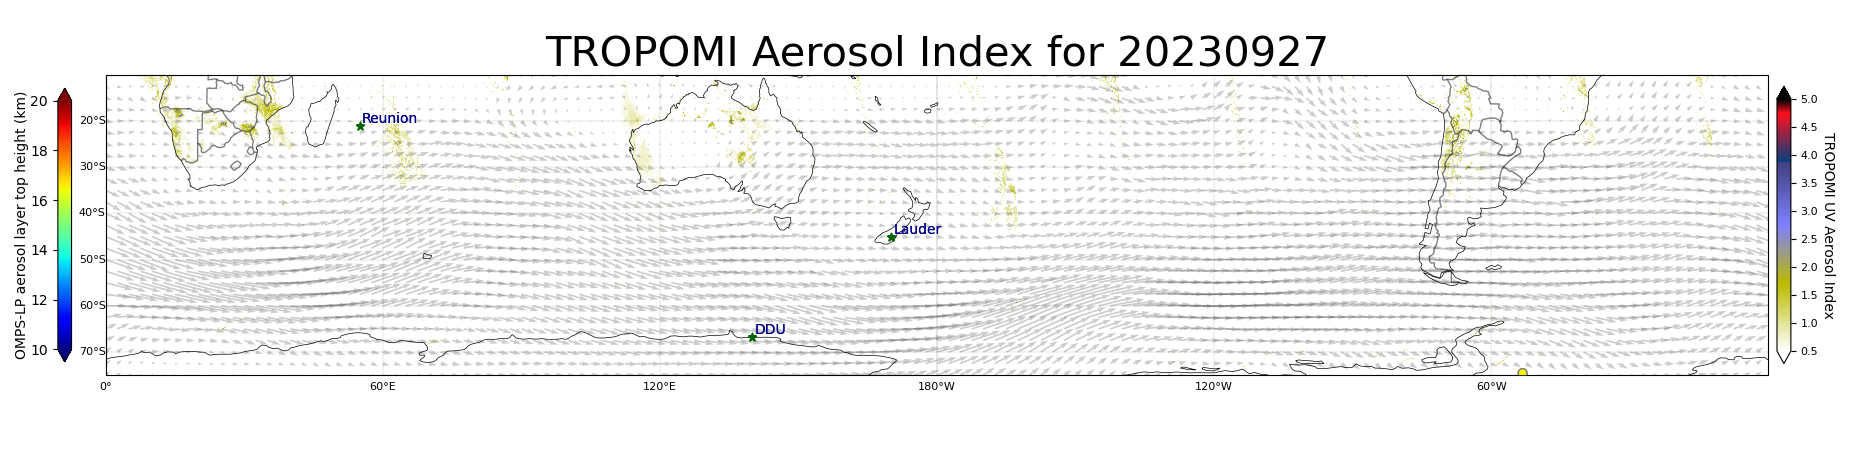 TROPOMI Aerosol Index for 20230927
OMPS-LP aerosol layer top height (km)
20
18
16
14
12
10
20°S
30°S
40°S
50°S
60°S
70°S
Reunion
Lauder
DDU
0°
60°E
120°E
180°W
120°W
60°W
5.0
4.5
4.0
3.5
3.0
2.5
2.0
1.5
1.0
0.5
TROPOMI UV Aerosol Index